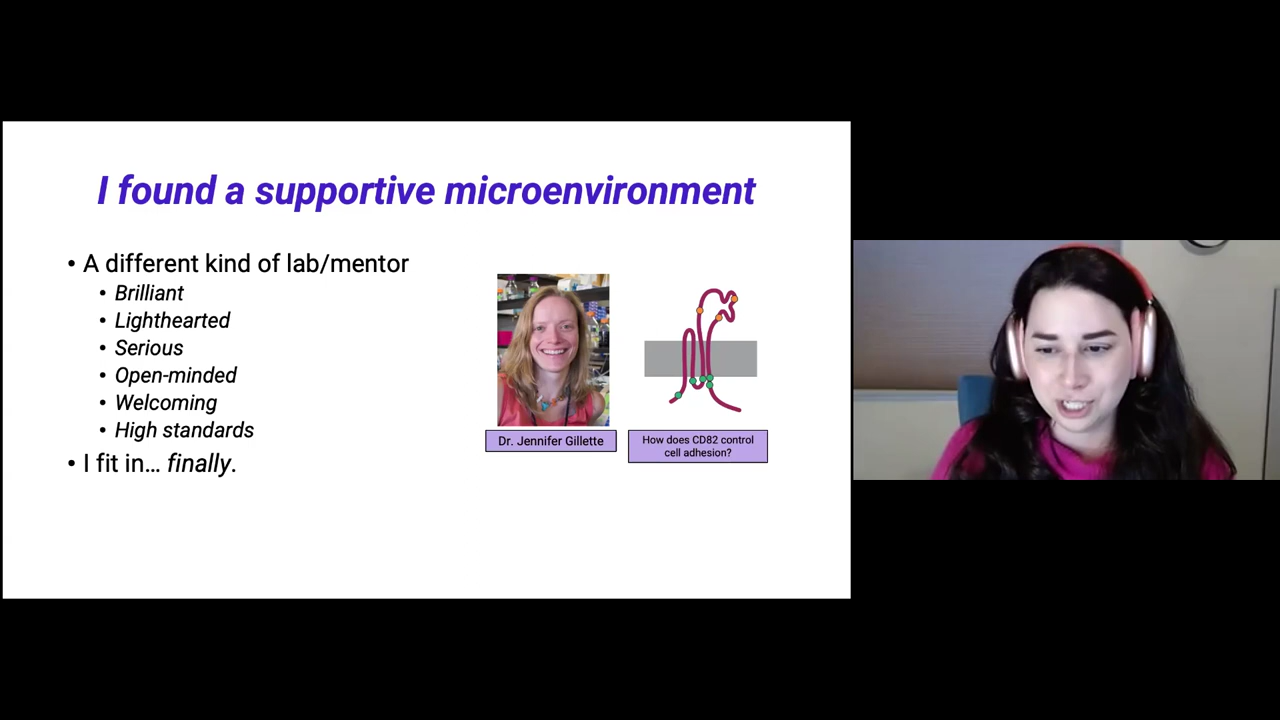 I found a supportive microenvironment
• A different kind of lab/mentor
• Brilliant
• Lighthearted
• Serious
• Open-minded
• Welcoming
• High standards
• I fit in… finally.
Dr. Jennifer Gillette
How does CD82 control
cell adhesion?